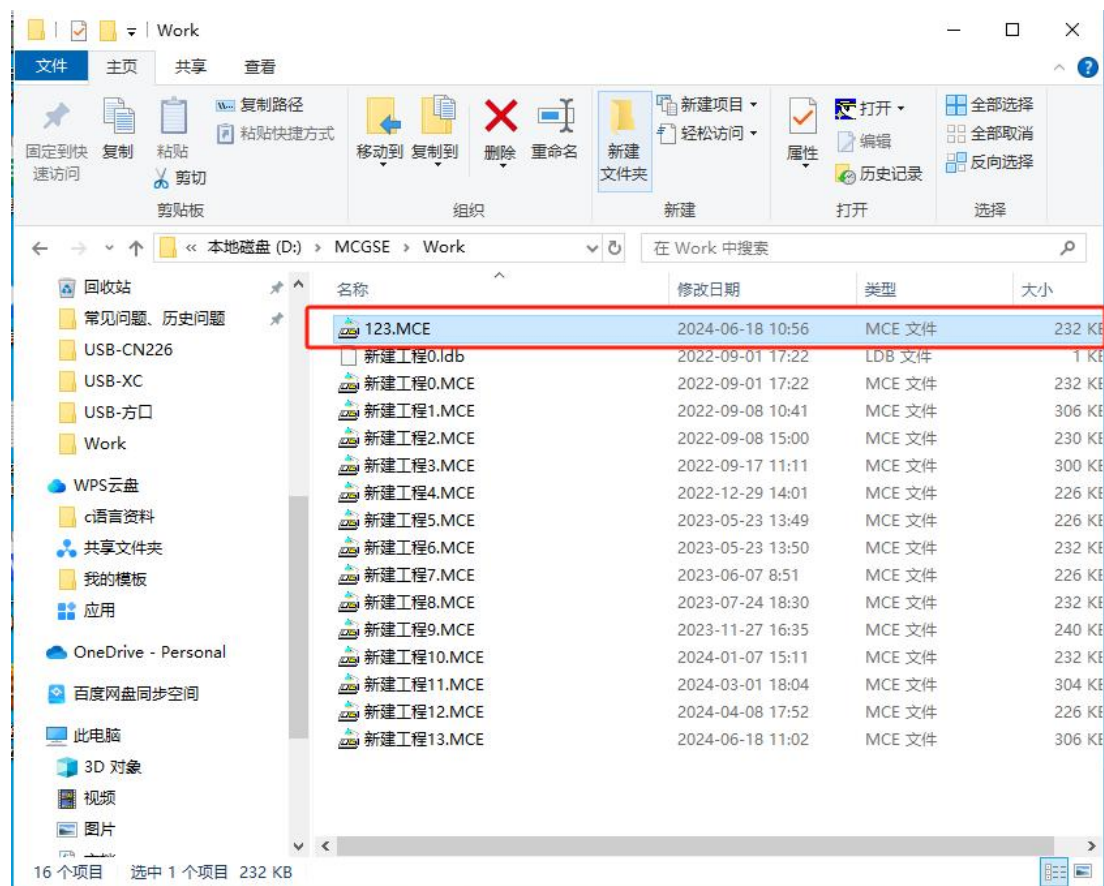 Work
文件 主页 共享 查看
固定到快速访问
复制
粘贴
复制路径
粘贴快捷方式
剪切
剪贴板
移动到
复制到
删除
重命名
组织
新建文件夹
新建项目
轻松访问
新建
属性
打开
编辑
历史记录
打开
全部选择
全部取消
反向选择
选择
« 本地磁盘 (D:) › MCGSE › Work
在 Work 中搜索
回收站
常见问题、历史问题
USB-CN226
USB-XC
USB-方口
Work
WPS云盘
c语言资料
共享文件夹
我的模板
应用
OneDrive - Personal
百度网盘同步空间
此电脑
3D 对象
视频
图片
名称 修改日期 类型 大小
123.MCE 2024-06-18 10:56 MCE 文件 232 KB
新建工程0.ldb 2022-09-01 17:22 LDB 文件 1 KB
新建工程0.MCE 2022-09-01 17:22 MCE 文件 232 KB
新建工程1.MCE 2022-09-08 10:41 MCE 文件 306 KB
新建工程2.MCE 2022-09-08 15:00 MCE 文件 230 KB
新建工程3.MCE 2022-09-17 11:11 MCE 文件 300 KB
新建工程4.MCE 2022-12-29 14:01 MCE 文件 226 KB
新建工程5.MCE 2023-05-23 13:49 MCE 文件 226 KB
新建工程6.MCE 2023-05-23 13:50 MCE 文件 232 KB
新建工程7.MCE 2023-06-07 8:51 MCE 文件 226 KB
新建工程8.MCE 2023-07-24 18:30 MCE 文件 232 KB
新建工程9.MCE 2023-11-27 16:35 MCE 文件 240 KB
新建工程10.MCE 2024-01-07 15:11 MCE 文件 232 KB
新建工程11.MCE 2024-03-01 18:04 MCE 文件 304 KB
新建工程12.MCE 2024-04-08 17:52 MCE 文件 226 KB
新建工程13.MCE 2024-06-18 11:02 MCE 文件 306 KB
16 个项目 选中 1 个项目 232 KB